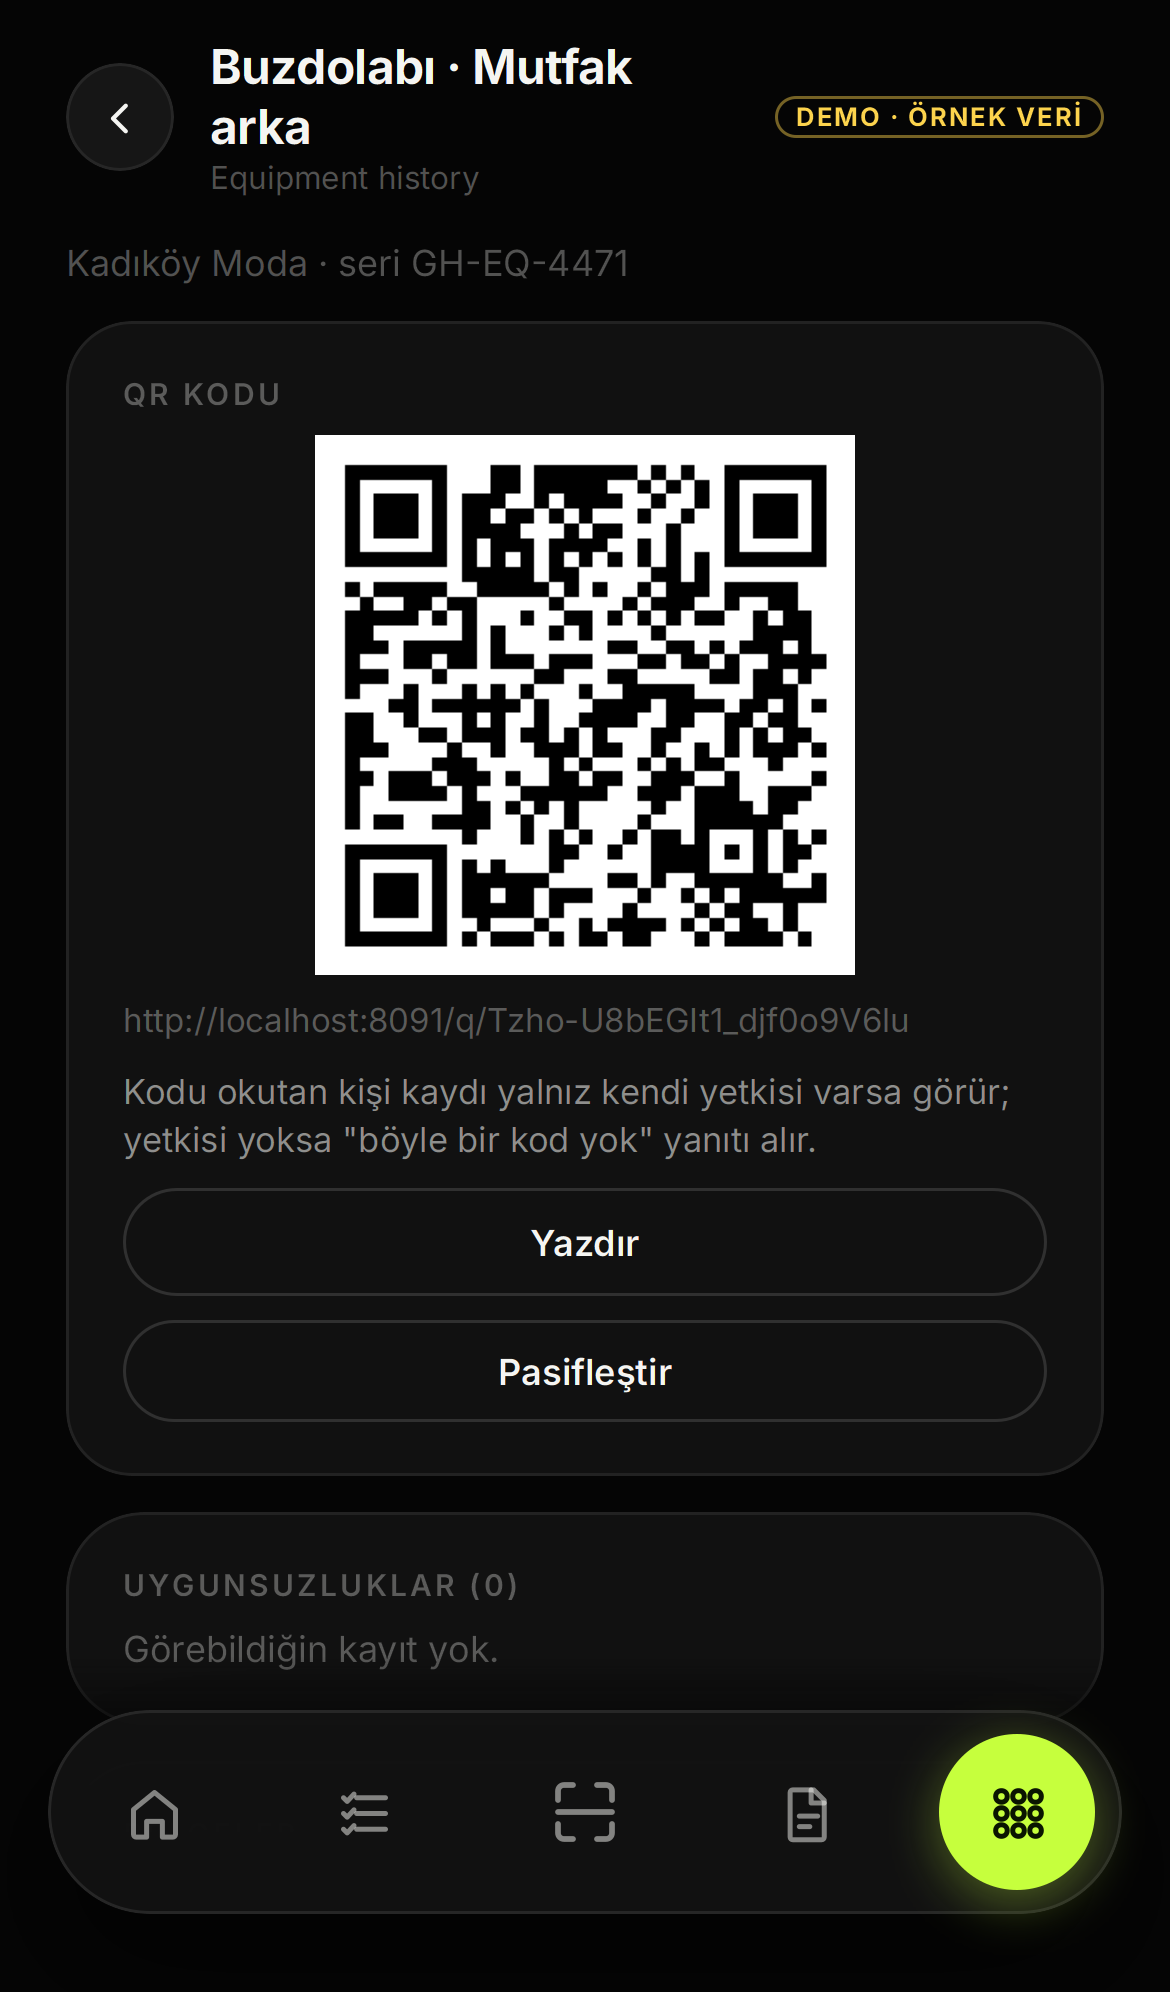 Buzdolabı · Mutfak
arka
DEMO · ÖRNEK VERİ
Equipment history
Kadıköy Moda · seri GH-EQ-4471
QR KODU
http://localhost:8091/q/Tzho-U8bEGlt1_djf0o9V6lu
Kodu okutan kişi kaydı yalnız kendi yetkisi varsa görür;
yetkisi yoksa "böyle bir kod yok" yanıtı alır.
Yazdır
Pasifleştir
UYGUNSUZLUKLAR (0)
Görebildiğin kayıt yok.